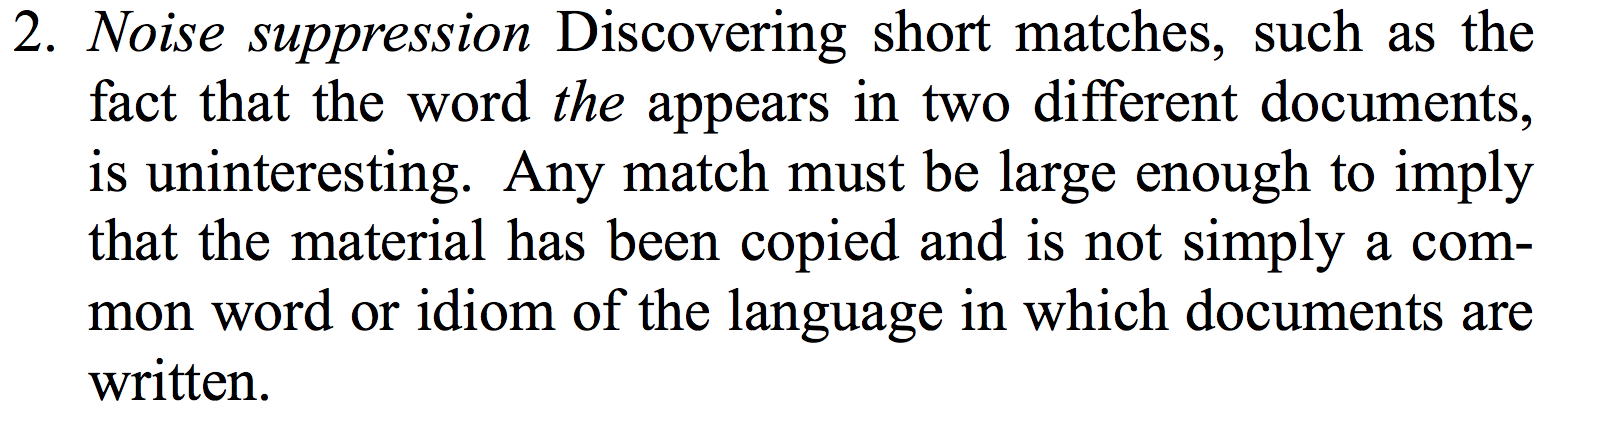 2. Noise suppression Discovering short matches, such as the
fact that the word the appears in two different documents,
is uninteresting. Any match must be large enough to imply
that the material has been copied and is not simply a com-
mon word or idiom of the language in which documents are
written.